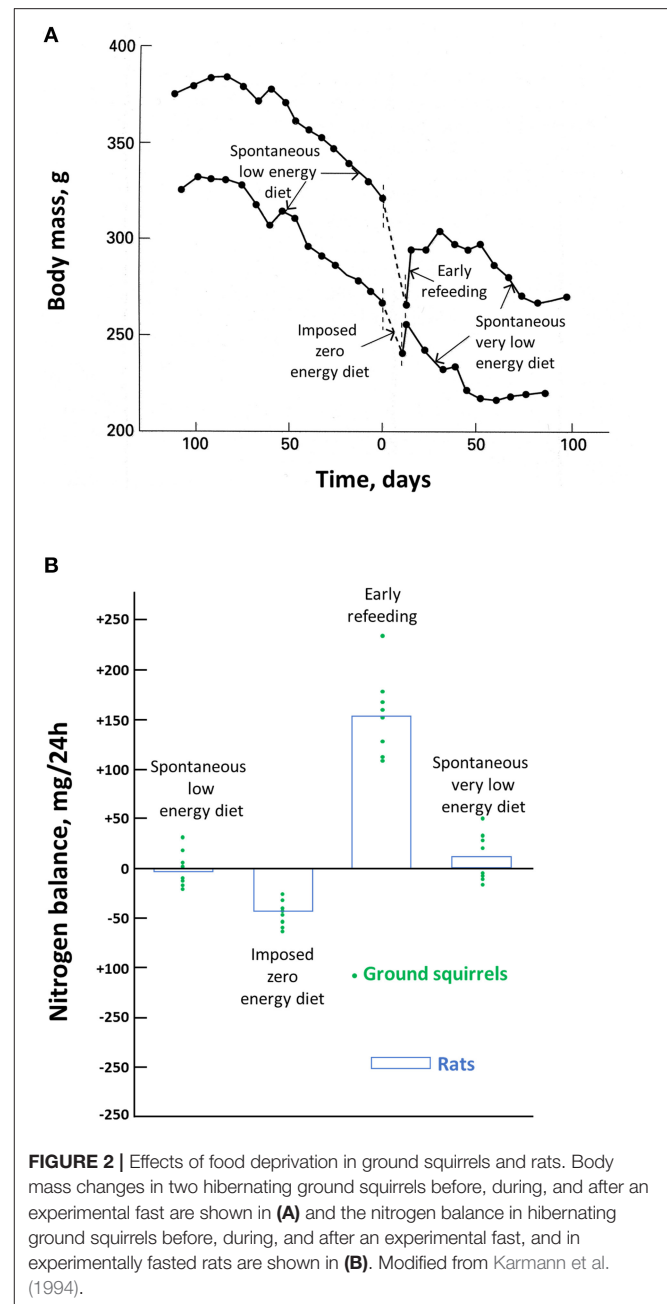 A
400
350
300
250
200
Body mass, g
Spontaneous
low energy
diet
Imposed
zero
energy diet
Early
refeeding
Spontaneous
very low
energy diet
100
50
0
50
100
Time, days
B
Nitrogen balance, mg/24h
+250
+200
+150
+100
+50
0
-50
+100
-250
-250
-250
Spontaneous
low
energy diet
Imposed
zero
energy diet
Early
refeeding
Spontaneous
very low
energy diet
Ground squirrels
Rats
FIGURE 2 | Effects of food deprivation in ground squirrels and rats. Body
mass changes in two hibernating ground squirrels before, during, and after an
experimental fast are shown in (A) and the nitrogen balance in hibernating
ground squirrels before, during, and after an experimental fast, and in
experimentally fasted rats are shown in (B). Modified from Karmann et al.
(1994).